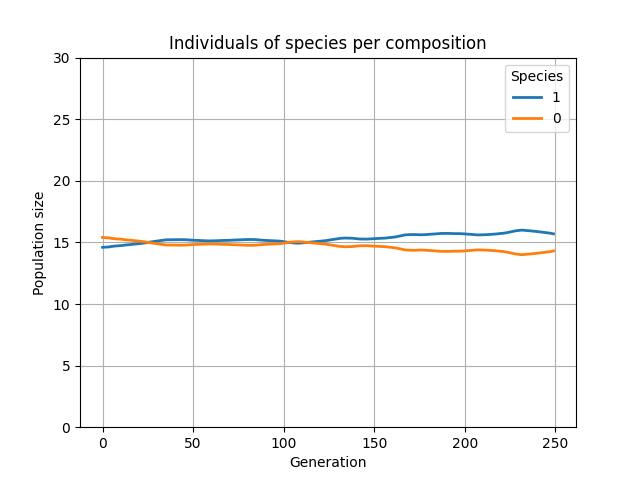 Individuals of species per composition
Species
1
0
Population size
30
25
20
15
10
5
0
0 50 100 150 200 250
Generation